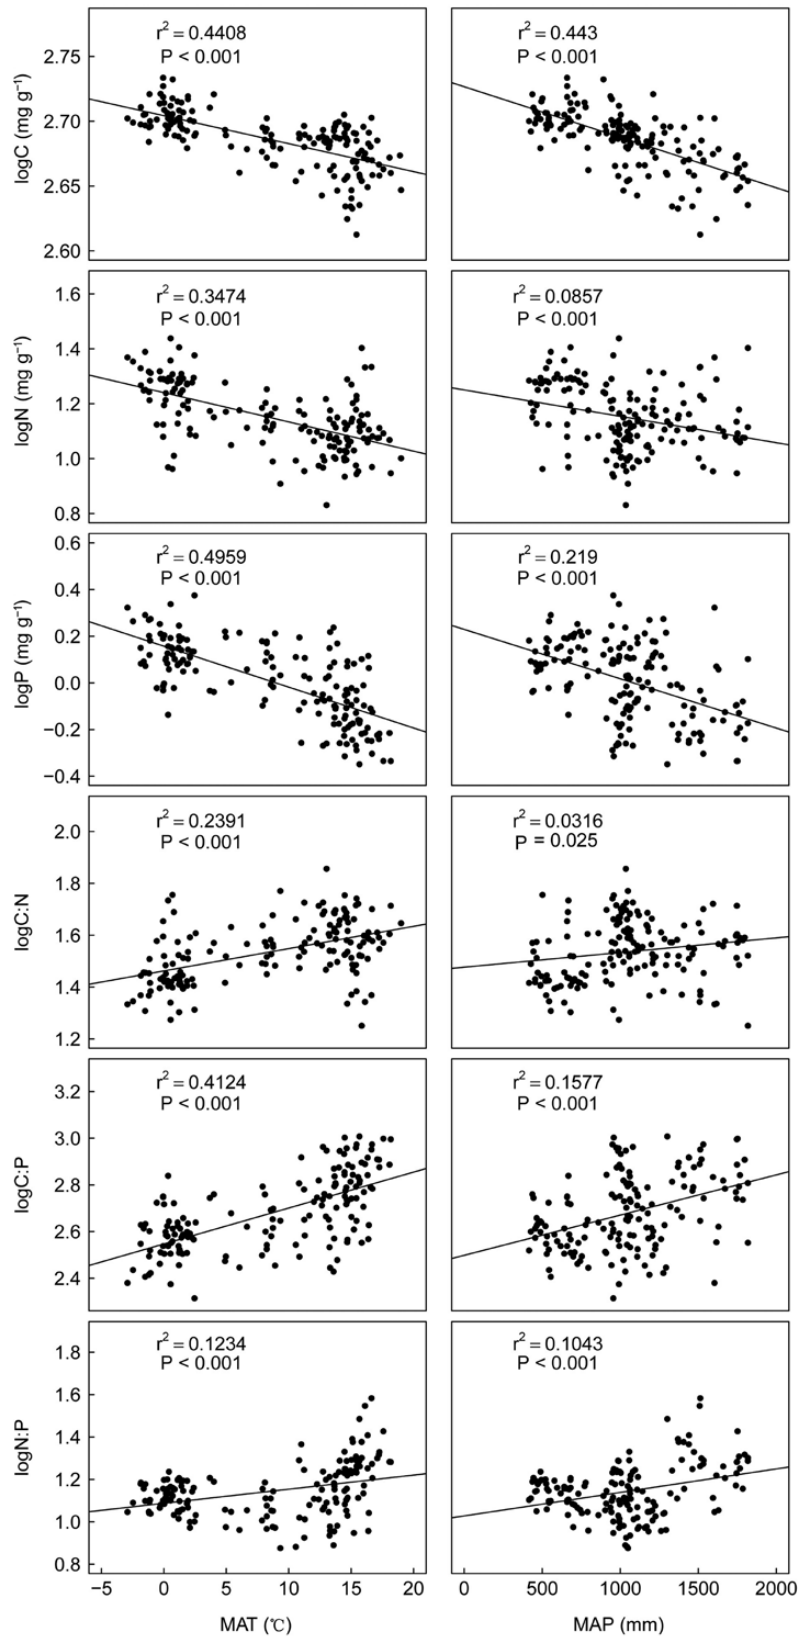 r² = 0.4408
P < 0.001
r² = 0.443
P < 0.001
2.75
2.70
2.65
2.60
logC (mg g⁻¹)
r² = 0.3474
P < 0.001
r² = 0.0857
P < 0.001
1.6
1.4
1.2
1.0
0.8
logN (mg g⁻¹)
r² = 0.4959
P < 0.001
r² = 0.219
P < 0.001
0.6
0.4
0.2
0.0
−0.2
−0.4
logP (mg g⁻¹)
r² = 0.2391
P < 0.001
r² = 0.0316
P = 0.025
2.0
1.8
1.6
1.4
1.2
logC:N
r² = 0.4124
P < 0.001
r² = 0.1577
P < 0.001
3.2
3.0
2.8
2.6
2.4
logC:P
r² = 0.1234
P < 0.001
r² = 0.1043
P < 0.001
1.8
1.6
1.4
1.2
1.0
0.8
logN:P
−5 0 5 10 15 20
0 500 1000 1500 2000
MAT (℃)
MAP (mm)